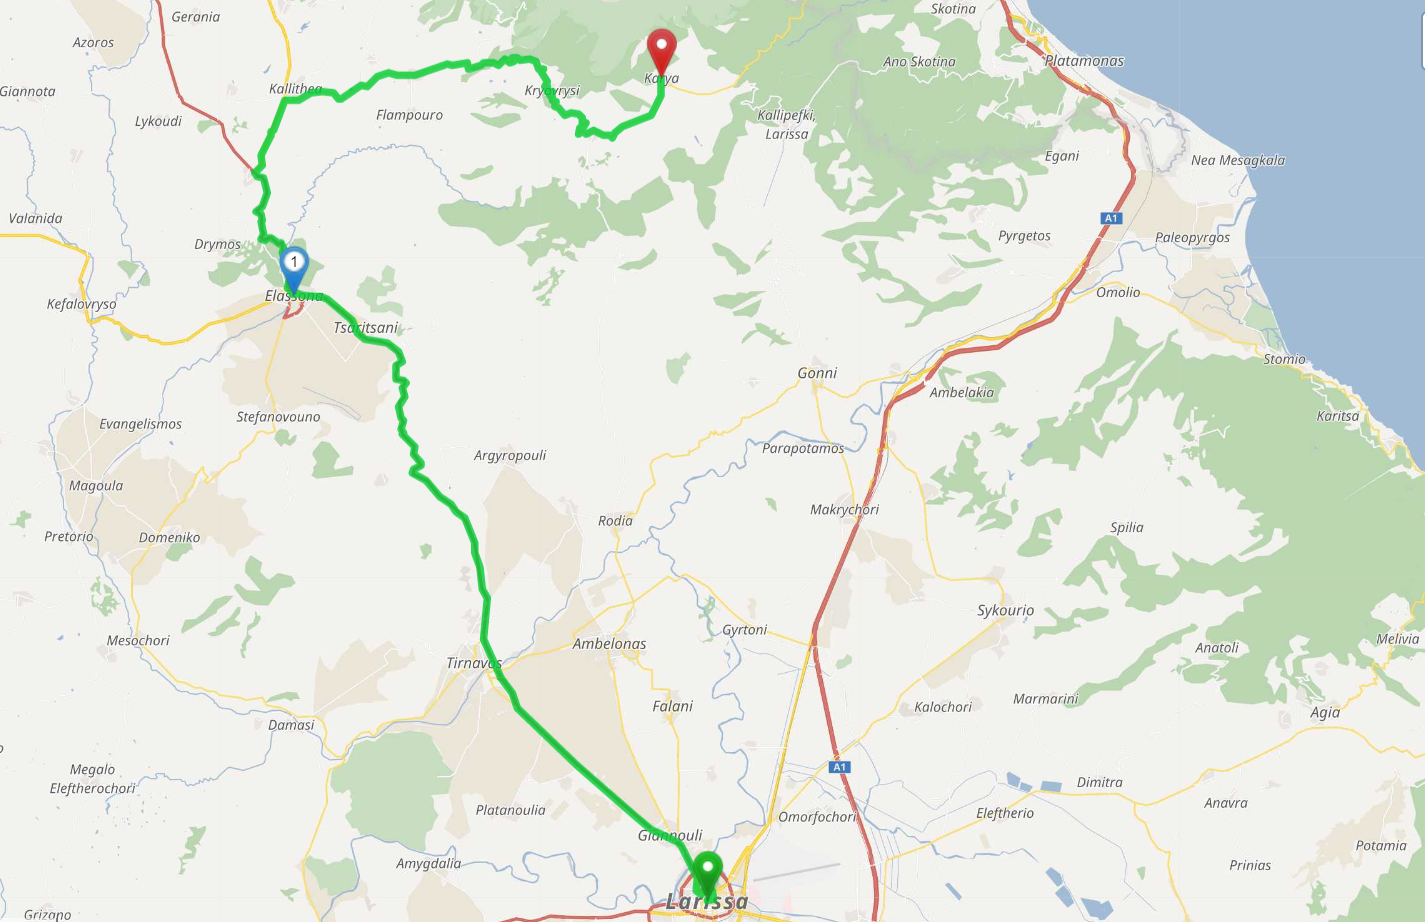 Skotina
Gerania
Azoros
Ano Skotina
Platamonas
Karya
Kallithea
Giannota
Kryovrysi
Flampouro
Kallipefki,
Larissa
Lykoudi
Egani
Nea Mesagkala
Valanida
A1
Drymos
Pyrgetos
Paleopyrgos
1
Elassona
Omolio
Kefalovryso
Tsaritsani
Stomio
Gonni
Ambelakia
Stefanovouno
Karitsa
Evangelismos
Parapotamos
Argyropouli
Magoula
Makrychori
Rodia
Spilia
Pretorio
Domeniko
Sykourio
Gyrtoni
Mesochori
Ambelonas
Melivia
Anatoli
Tirnavos
Marmarini
Falani
Kalochori
Agia
Damasi
A1
Megalo
Eleftherochori
Dimitra
Anavra
Platanoulia
Omorfochori
Eleftherio
Giannouli
Potamia
Amygdalia
Prinias
Larissa
Grizano